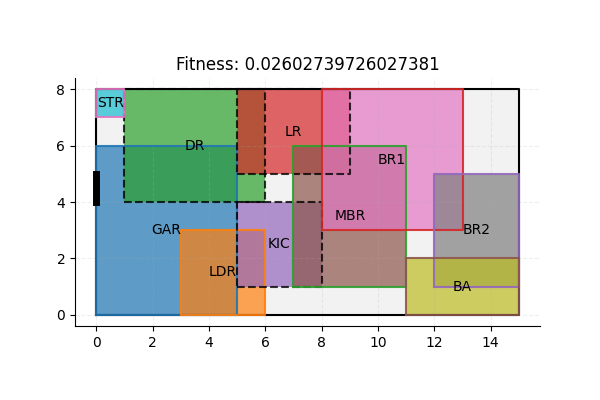 Fitness: 0.02602739726027381
8
STR
LR
6
DR
BR1
4
MBR
GAR
KIC
BR2
2
LDR
BA
0
0 2 4 6 8 10 12 14